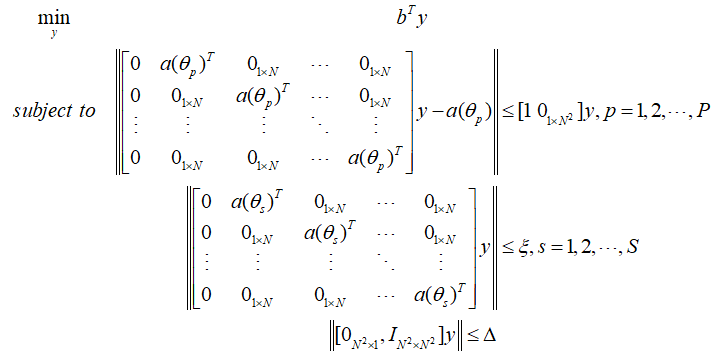 min b^T y
y
subject to ‖[0 a(θ_p)^T 0_{1×N} ⋯ 0_{1×N}
0 0_{1×N} a(θ_p)^T ⋯ 0_{1×N}
⋮ ⋮ ⋮ ⋱ ⋮
0 0_{1×N} 0_{1×N} ⋯ a(θ_p)^T] y − a(θ_p)‖ ≤ [1 0_{1×N^2}]y, p = 1, 2, ⋯, P
‖[0 a(θ_s)^T 0_{1×N} ⋯ 0_{1×N}
0 0_{1×N} a(θ_s)^T ⋯ 0_{1×N}
⋮ ⋮ ⋮ ⋱ ⋮
0 0_{1×N} 0_{1×N} ⋯ a(θ_s)^T] y‖ ≤ ξ, s = 1, 2, ⋯, S
‖[0_{N^2×1}, I_{N^2×N^2}]y‖ ≤ Δ